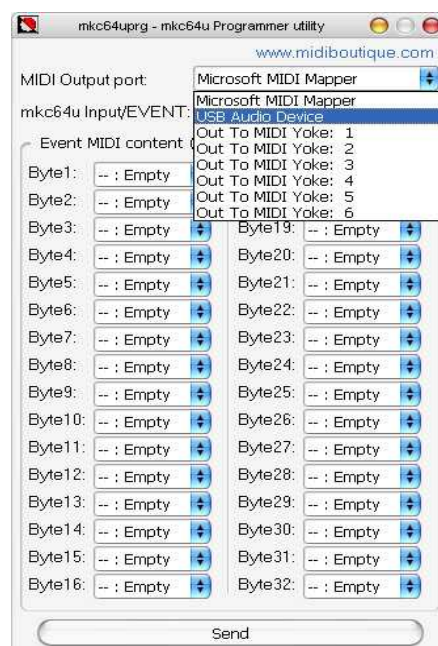 mkc64uprg - mkc64u Programmer utility
www.midiboutique.com
MIDI Output port: Microsoft MIDI Mapper
mkc64u Input/EVENT:
Microsoft MIDI Mapper
USB Audio Device
Out To MIDI Yoke: 1
Out To MIDI Yoke: 2
Out To MIDI Yoke: 3
Out To MIDI Yoke: 4
Out To MIDI Yoke: 5
Out To MIDI Yoke: 6
Event MIDI content (
Byte1: -- : Empty
Byte2: -- : Empty
Byte3: -- : Empty Byte19: -- : Empty
Byte4: -- : Empty Byte20: -- : Empty
Byte5: -- : Empty Byte21: -- : Empty
Byte6: -- : Empty Byte22: -- : Empty
Byte7: -- : Empty Byte23: -- : Empty
Byte8: -- : Empty Byte24: -- : Empty
Byte9: -- : Empty Byte25: -- : Empty
Byte10: -- : Empty Byte26: -- : Empty
Byte11: -- : Empty Byte27: -- : Empty
Byte12: -- : Empty Byte28: -- : Empty
Byte13: -- : Empty Byte29: -- : Empty
Byte14: -- : Empty Byte30: -- : Empty
Byte15: -- : Empty Byte31: -- : Empty
Byte16: -- : Empty Byte32: -- : Empty
Send